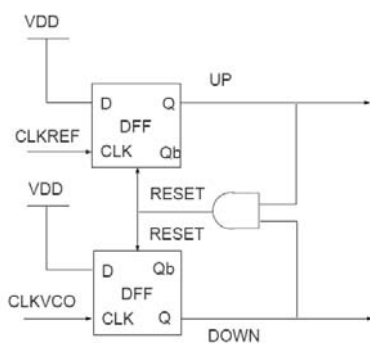 VDD
UP
D Q
DFF
CLKREF
CLK Qb
VDD
RESET
RESET
D Qb
DFF
CLKVCO
CLK Q
DOWN